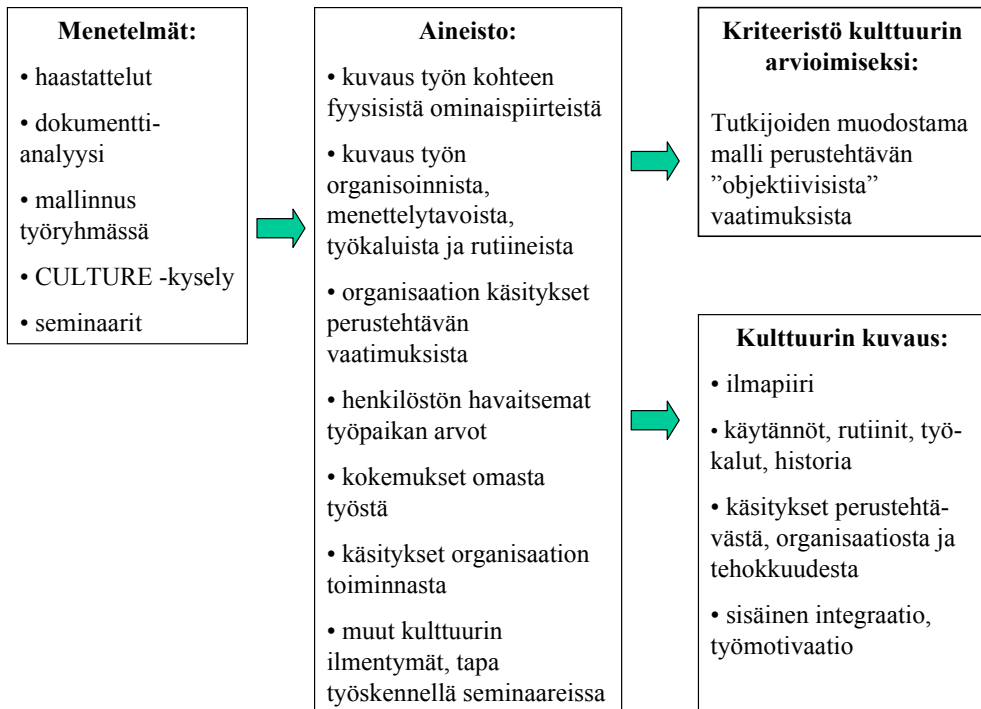 Menetelmät:
• haastattelut
• dokumentti-
analyysi
• mallinnus
työryhmässä
• CULTURE -kysely
• seminaarit
Aineisto:
• kuvaus työn kohteen
fyysisistä ominaispiirteistä
• kuvaus työn
organisoinnista,
menettelytavoista,
työkaluista ja rutiineista
• organisaation käsitykset
perustehtävän
vaatimuksista
• henkilöstön havaitsemat
työpaikan arvot
• kokemukset omasta
työstä
• käsitykset organisaation
toiminnasta
• muut kulttuurin
ilmentymät, tapa
työskennellä seminaareissa
Kriteeristö kulttuurin
arvioimiseksi:
Tutkijoiden muodostama
malli perustehtävän
”objektiivisista”
vaatimuksista
Kulttuurin kuvaus:
• ilmapiiri
• käytännöt, rutiinit, työ-
kalut, historia
• käsitykset perustehtä-
västä, organisaatiosta ja
tehokkuudesta
• sisäinen integraatio,
työmotivaatio